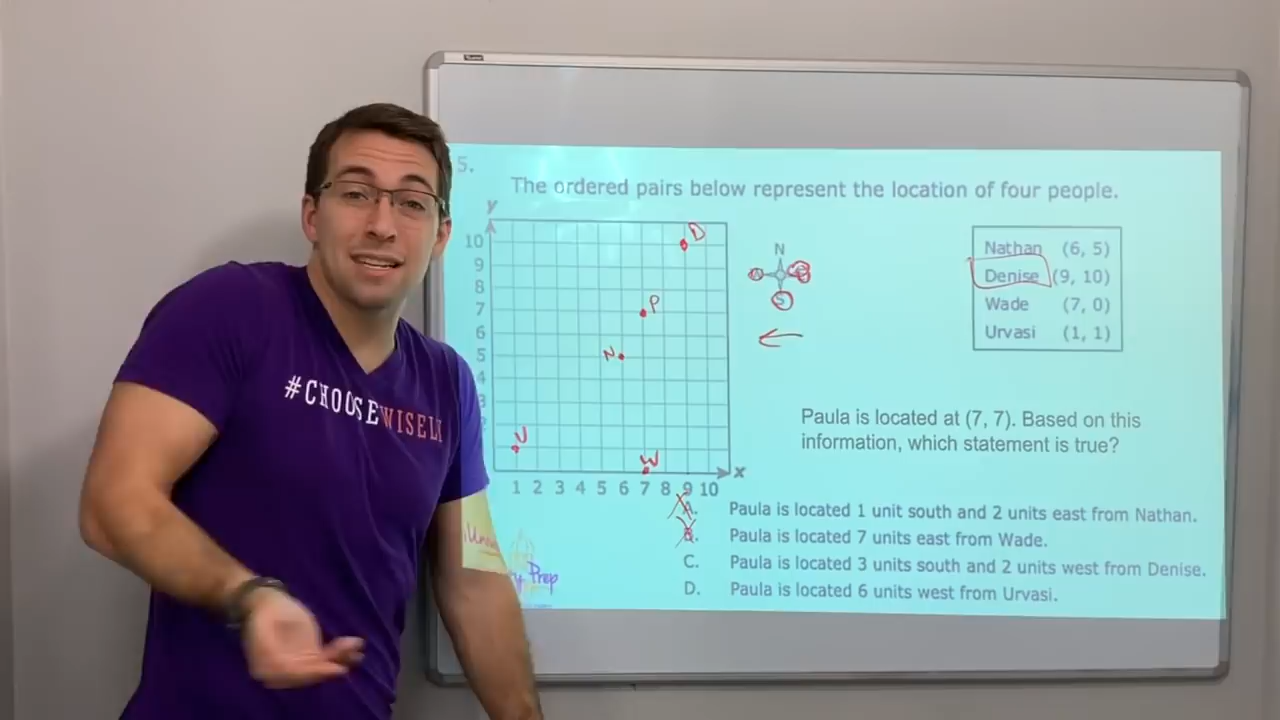 5.
The ordered pairs below represent the location of four people.
y
10
9
8
7
6
5
4
3
1 2 3 4 5 6 7 8 9 10
x
D
P
N
U
W
N
S
Nathan (6, 5)
Denise (9, 10)
Wade (7, 0)
Urvasi (1, 1)
#CHOOSEWISELY
Paula is located at (7, 7). Based on this
information, which statement is true?
A. Paula is located 1 unit south and 2 units east from Nathan.
B. Paula is located 7 units east from Wade.
C. Paula is located 3 units south and 2 units west from Denise.
D. Paula is located 6 units west from Urvasi.
Prep